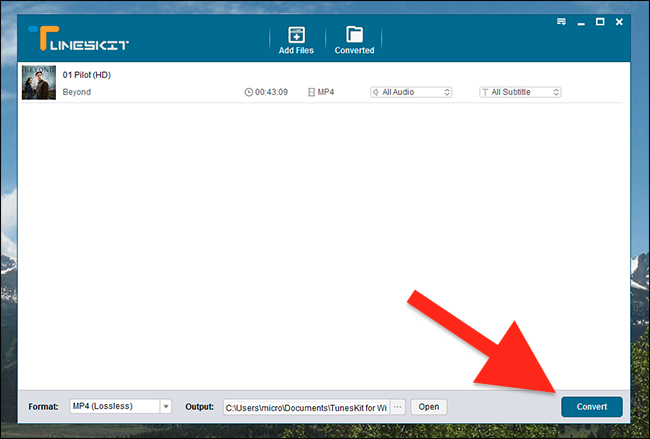 TUNESKIT
Add Files
Converted
BEYOND
01 Pilot (HD)
Beyond
00:43:09
MP4
All Audio
T All Subtitle
Format:
MP4 (Lossless)
Output:
C:\Users\micro\Documents\TunesKit for Wi
...
Open
Convert